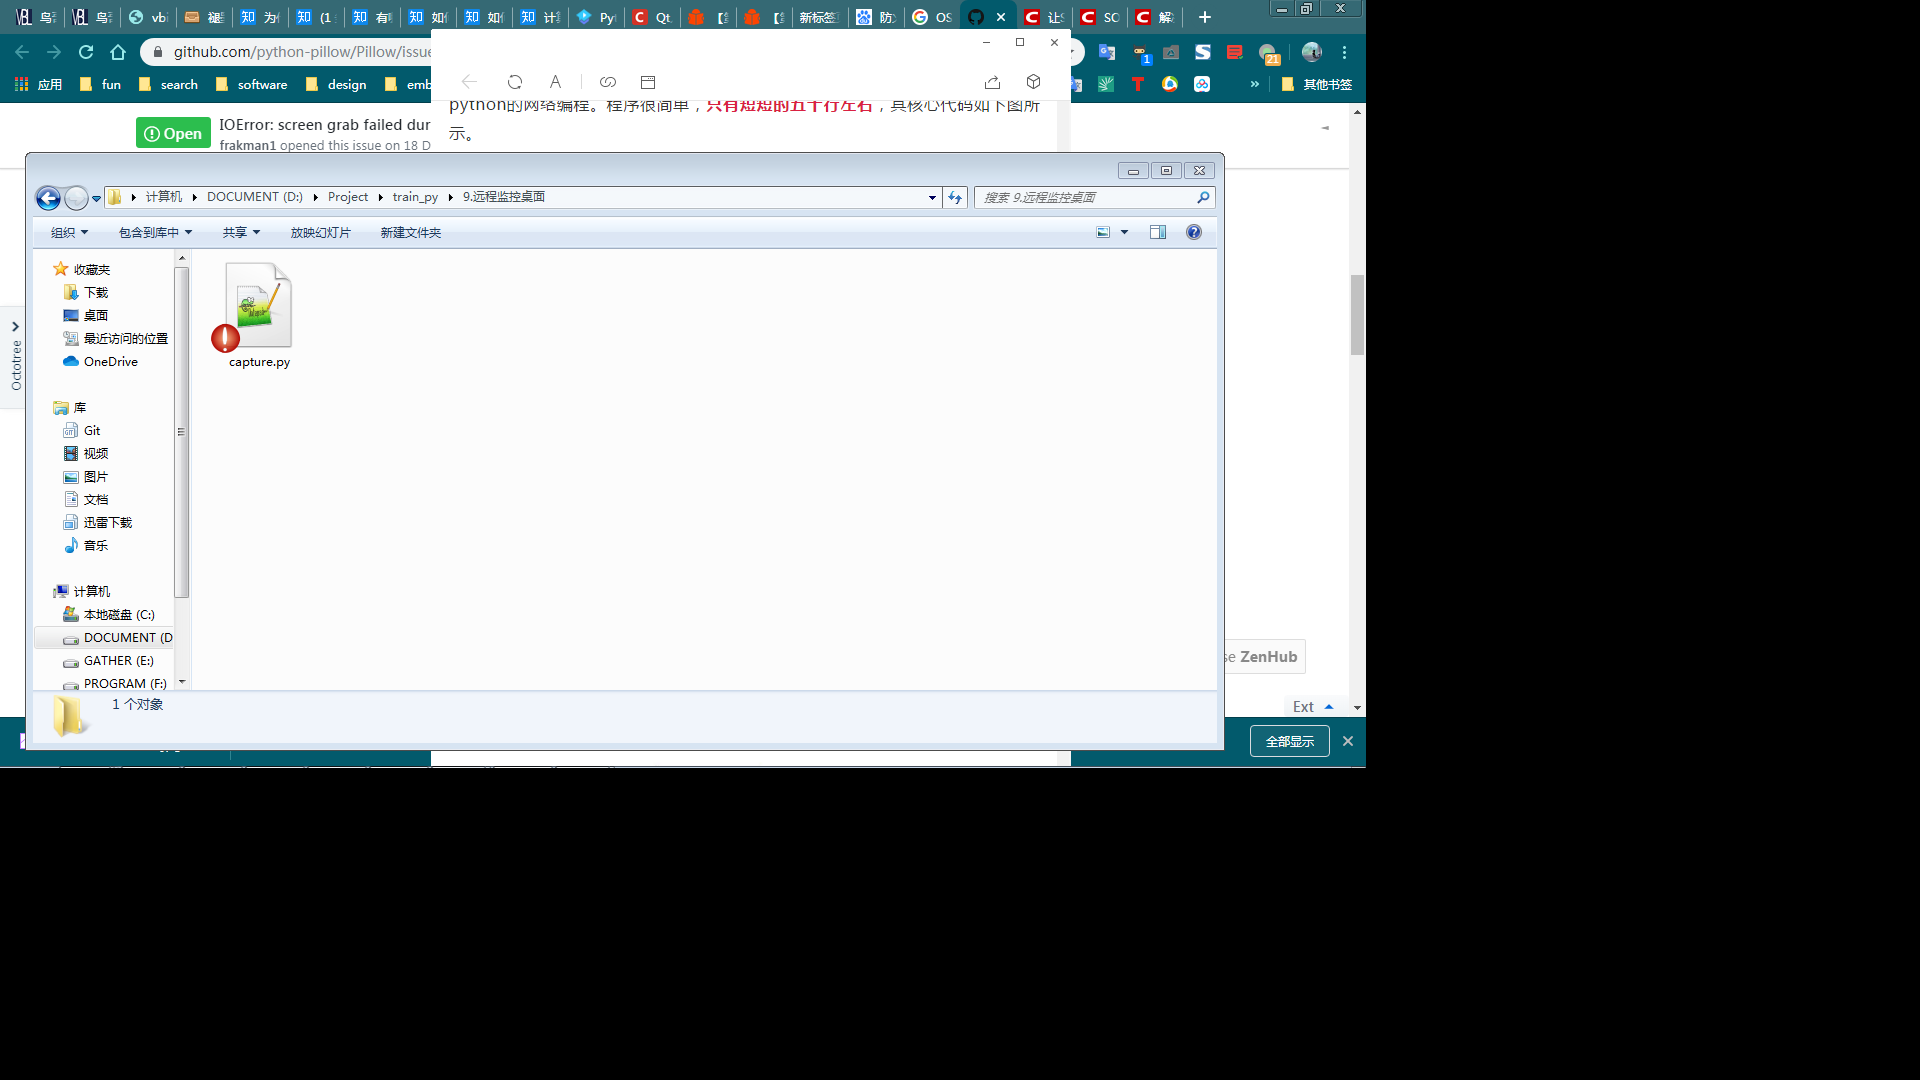 vb
为
(1
有
如
如
计
Py
Qt
新标签
防
OS
让
SC
解
github.com/python-pillow/Pillow/issue
1
21
应用
fun
search
software
design
emb
»
其他书签
Open
IOError: screen grab failed dur
frakman1 opened this issue on 18 D
python的网络编程。程序很简单，只有短短的五十行左右，其核心代码如下图所
示。
计算机
DOCUMENT (D:)
Project
train_py
9.远程监控桌面
搜索 9.远程监控桌面
组织
包含到库中
共享
放映幻灯片
新建文件夹
收藏夹
下载
桌面
最近访问的位置
OneDrive
库
Git
视频
图片
文档
迅雷下载
音乐
计算机
本地磁盘 (C:)
DOCUMENT (D
GATHER (E:)
PROGRAM (F:)
capture.py
1 个对象
Octotree
se ZenHub
Ext
全部显示